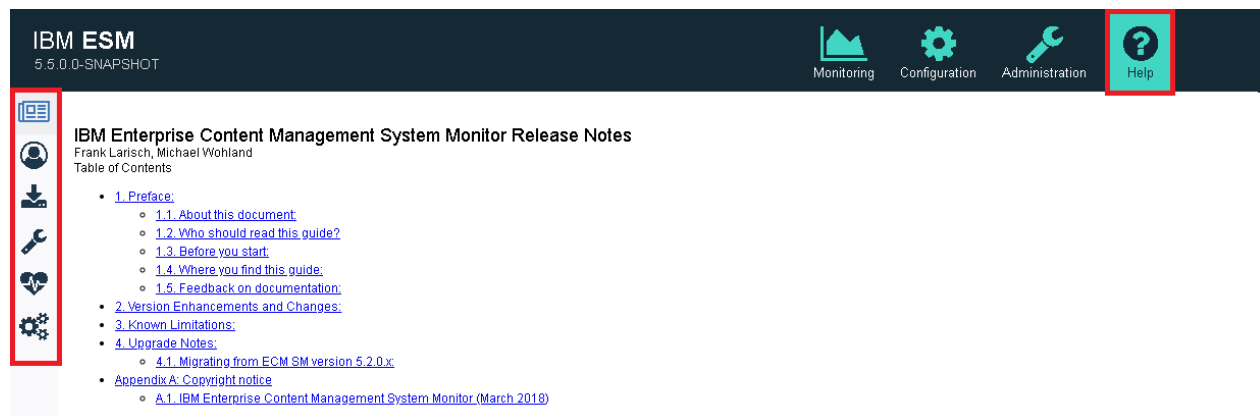 IBM ESM
5.5.0.0-SNAPSHOT
Monitoring
Configuration
Administration
Help
IBM Enterprise Content Management System Monitor Release Notes
Frank Larisch, Michael Wohland
Table of Contents
1. Preface:
1.1. About this document:
1.2. Who should read this guide?
1.3. Before you start:
1.4. Where you find this guide:
1.5. Feedback on documentation:
2. Version Enhancements and Changes:
3. Known Limitations:
4. Upgrade Notes:
4.1. Migrating from ECM SM version 5.2.0.x:
Appendix A: Copyright notice
A.1. IBM Enterprise Content Management System Monitor (March 2018)